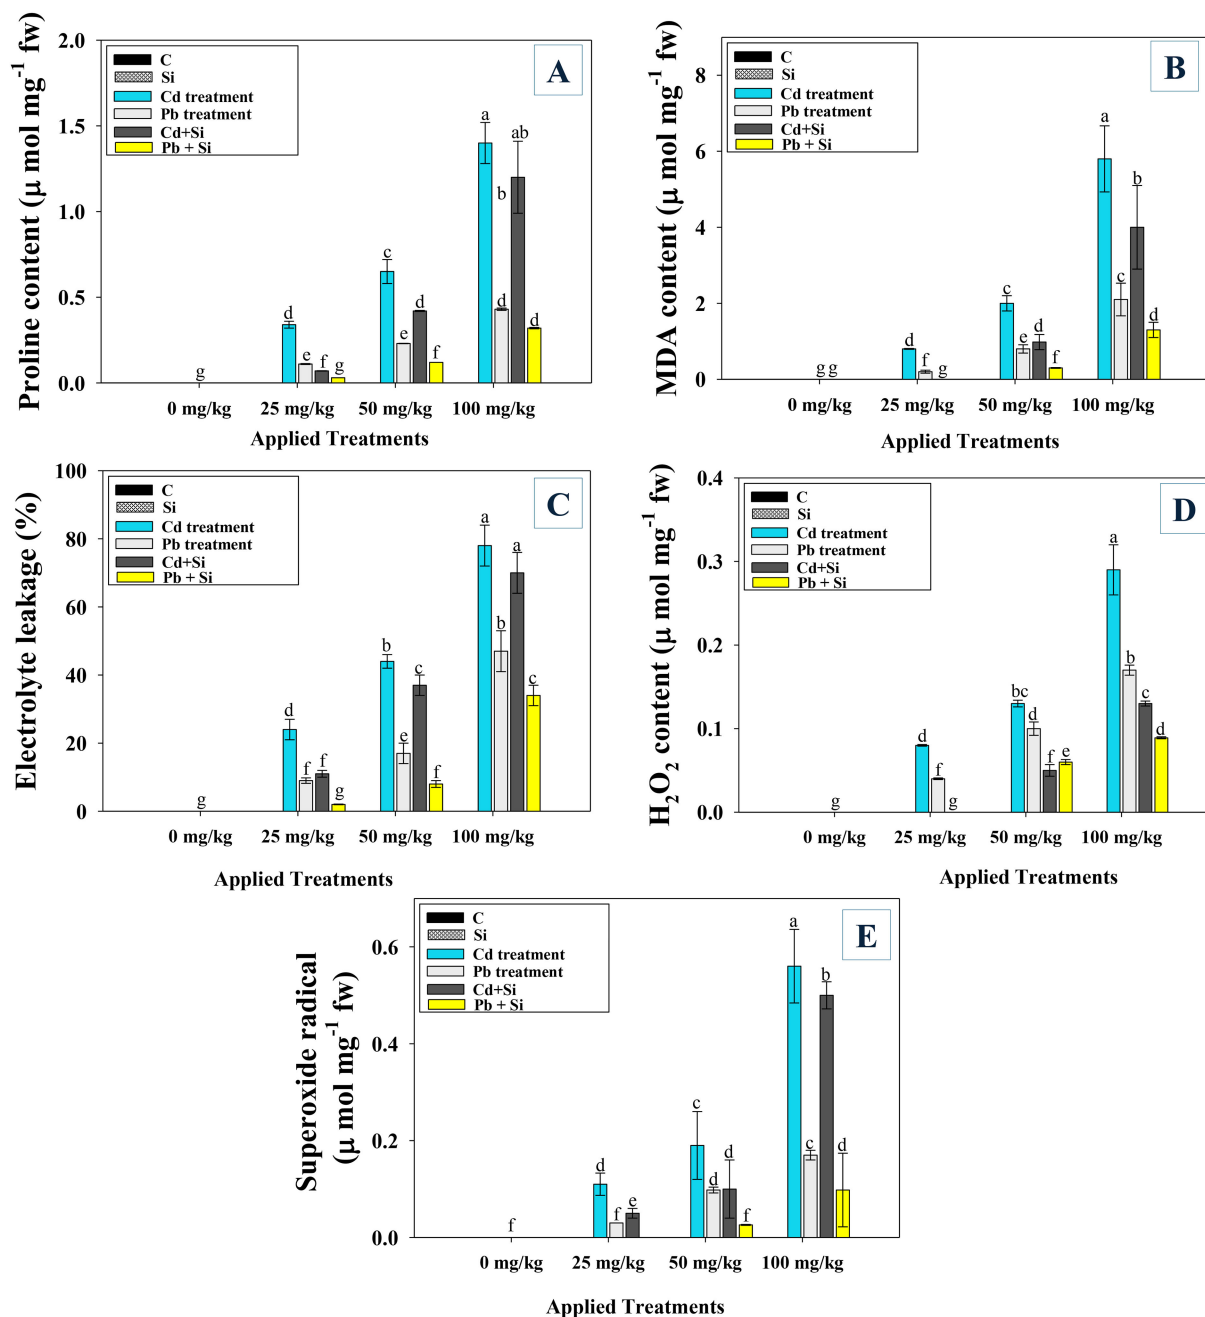 A
Proline content (μ mol mg⁻¹ fw)
2.0
1.5
1.0
0.5
0.0
C
Si
Cd treatment
Pb treatment
Cd+Si
Pb + Si
g
d
e
f
g
c
e
d
f
a
b
d
ab
d
0 mg/kg 25 mg/kg 50 mg/kg 100 mg/kg
Applied Treatments
B
MDA content (μ mol mg⁻¹ fw)
8
6
4
2
0
C
Si
Cd treatment
Pb treatment
Cd+Si
Pb + Si
g g
d
f
g
c
e
d
f
a
c
b
d
0 mg/kg 25 mg/kg 50 mg/kg 100 mg/kg
Applied Treatments
C
Electrolyte leakage (%)
100
80
60
40
20
0
C
Si
Cd treatment
Pb treatment
Cd+Si
Pb + Si
g
d
f
f
g
b
e
c
f
a
b
a
c
0 mg/kg 25 mg/kg 50 mg/kg 100 mg/kg
Applied Treatments
D
H₂O₂ content (μ mol mg⁻¹ fw)
0.4
0.3
0.2
0.1
0.0
C
Si
Cd treatment
Pb treatment
Cd+Si
Pb + Si
g
d
f
g
bc
d
f
e
a
b
c
d
0 mg/kg 25 mg/kg 50 mg/kg 100 mg/kg
Applied Treatments
E
Superoxide radical
(μ mol mg⁻¹ fw)
0.6
0.4
0.2
0.0
C
Si
Cd treatment
Pb treatment
Cd+Si
Pb + Si
f
d
f
e
c
d
d
f
a
c
b
d
0 mg/kg 25 mg/kg 50 mg/kg 100 mg/kg
Applied Treatments